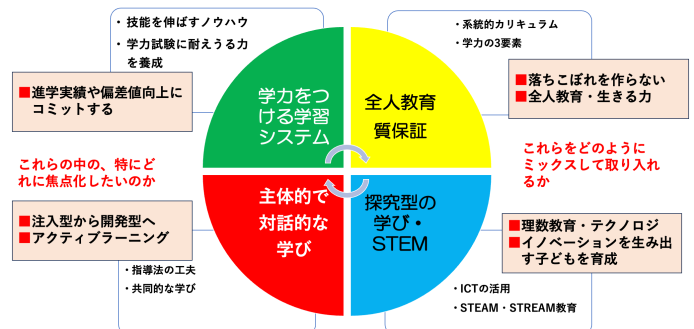 ・技能を伸ばすノウハウ
・学力試験に耐えうる力
を養成
・系統的カリキュラム
・学力の3要素
■進学実績や偏差値向上に
コミットする
学力をつ
ける学習
システム
全人教育
質保証
■落ちこぼれを作らない
■全人教育・生きる力
これらの中の、特にど
れに焦点化したいのか
これらをどのように
ミックスして取り入れ
るか
■注入型から開発型へ
■アクティブラーニング
主体的で
対話的な
学び
探究型の
学び・
STEM
■理数教育・テクノロジ
■イノベーションを生み出
す子どもを育成
・指導法の工夫
・共同的な学び
・ICTの活用
・STEAM・STREAM教育